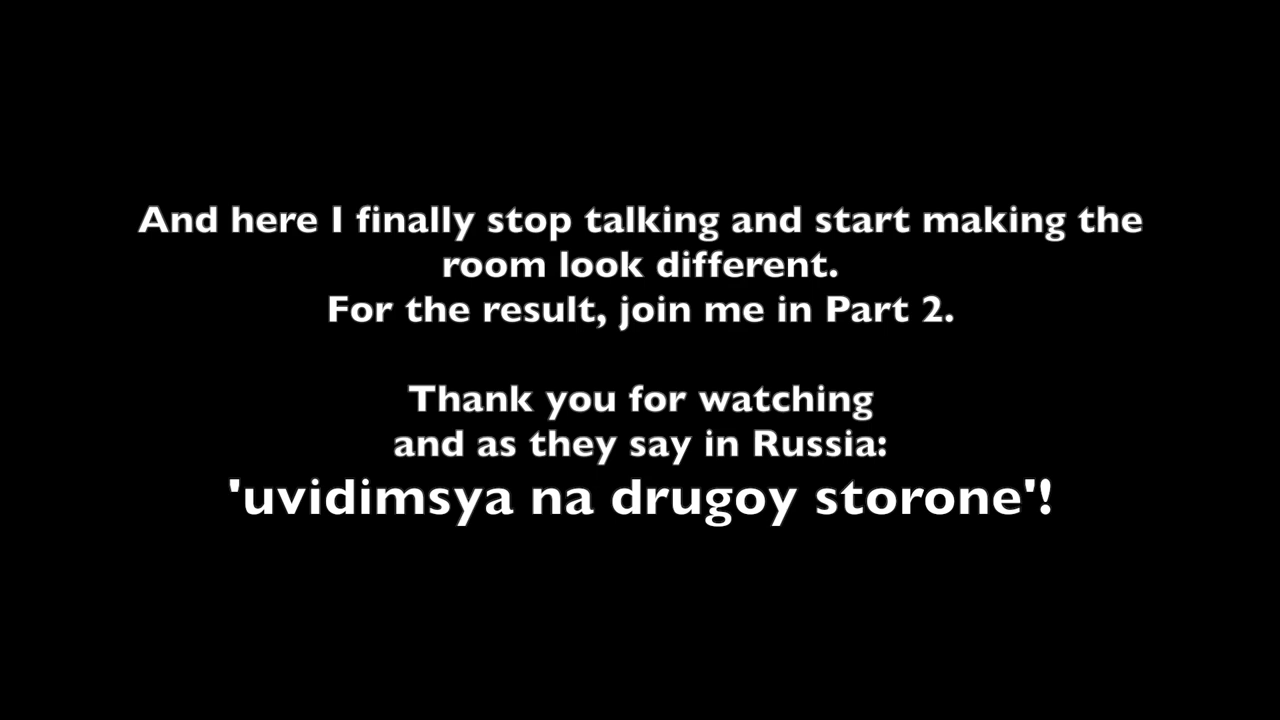 And here I finally stop talking and start making the
room look different.
For the result, join me in Part 2.
Thank you for watching
and as they say in Russia:
'uvidimsya na drugoy storone'!